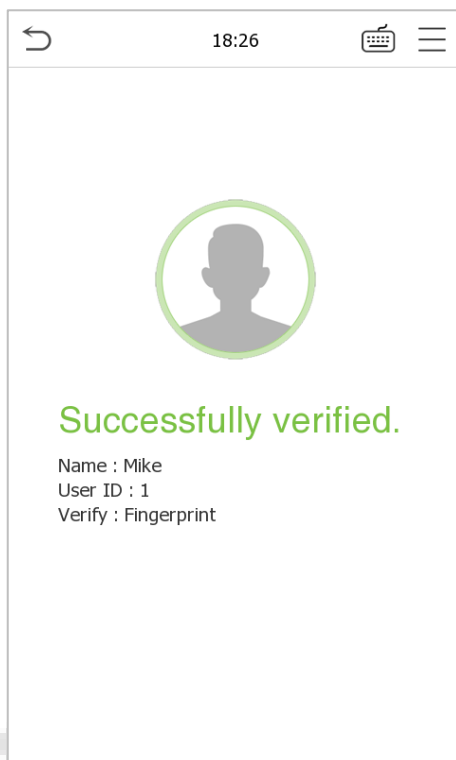 18:26
Successfully verified.
Name : Mike
User ID : 1
Verify : Fingerprint